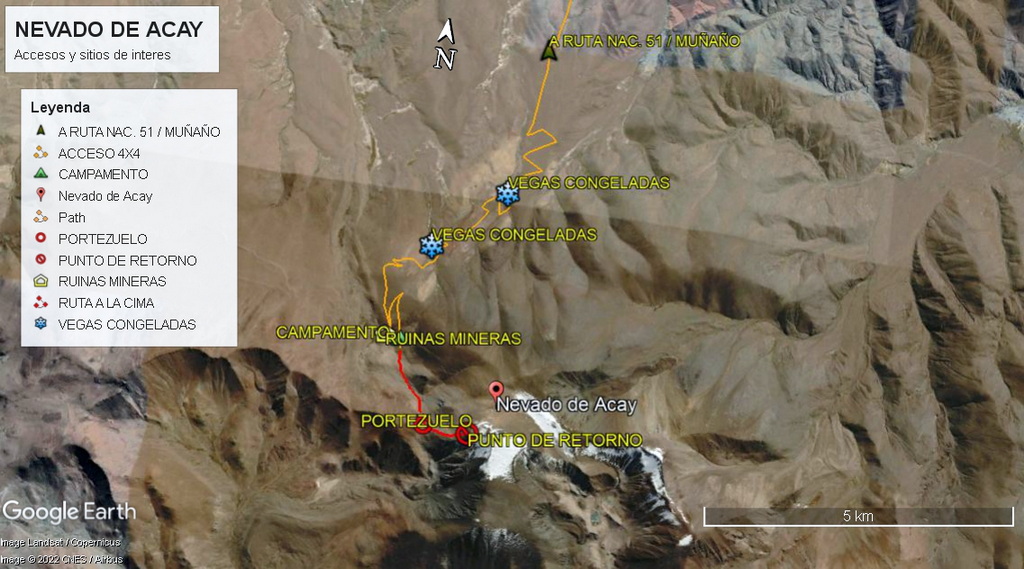 NEVADO DE ACAY
Accesos y sitios de interes
N
A RUTA NAC. 51 / MUÑAÑO
Leyenda
A RUTA NAC. 51 / MUÑAÑO
ACCESO 4X4
CAMPAMENTO
Nevado de Acay
Path
PORTEZUELO
PUNTO DE RETORNO
RUINAS MINERAS
RUTA A LA CIMA
VEGAS CONGELADAS
VEGAS CONGELADAS
VEGAS CONGELADAS
CAMPAMENTO
RUINAS MINERAS
Nevado de Acay
PORTEZUELO
PUNTO DE RETORNO
Google Earth
5 km
Image Landsat / Copernicus
Image © 2022 CNES / Airbus